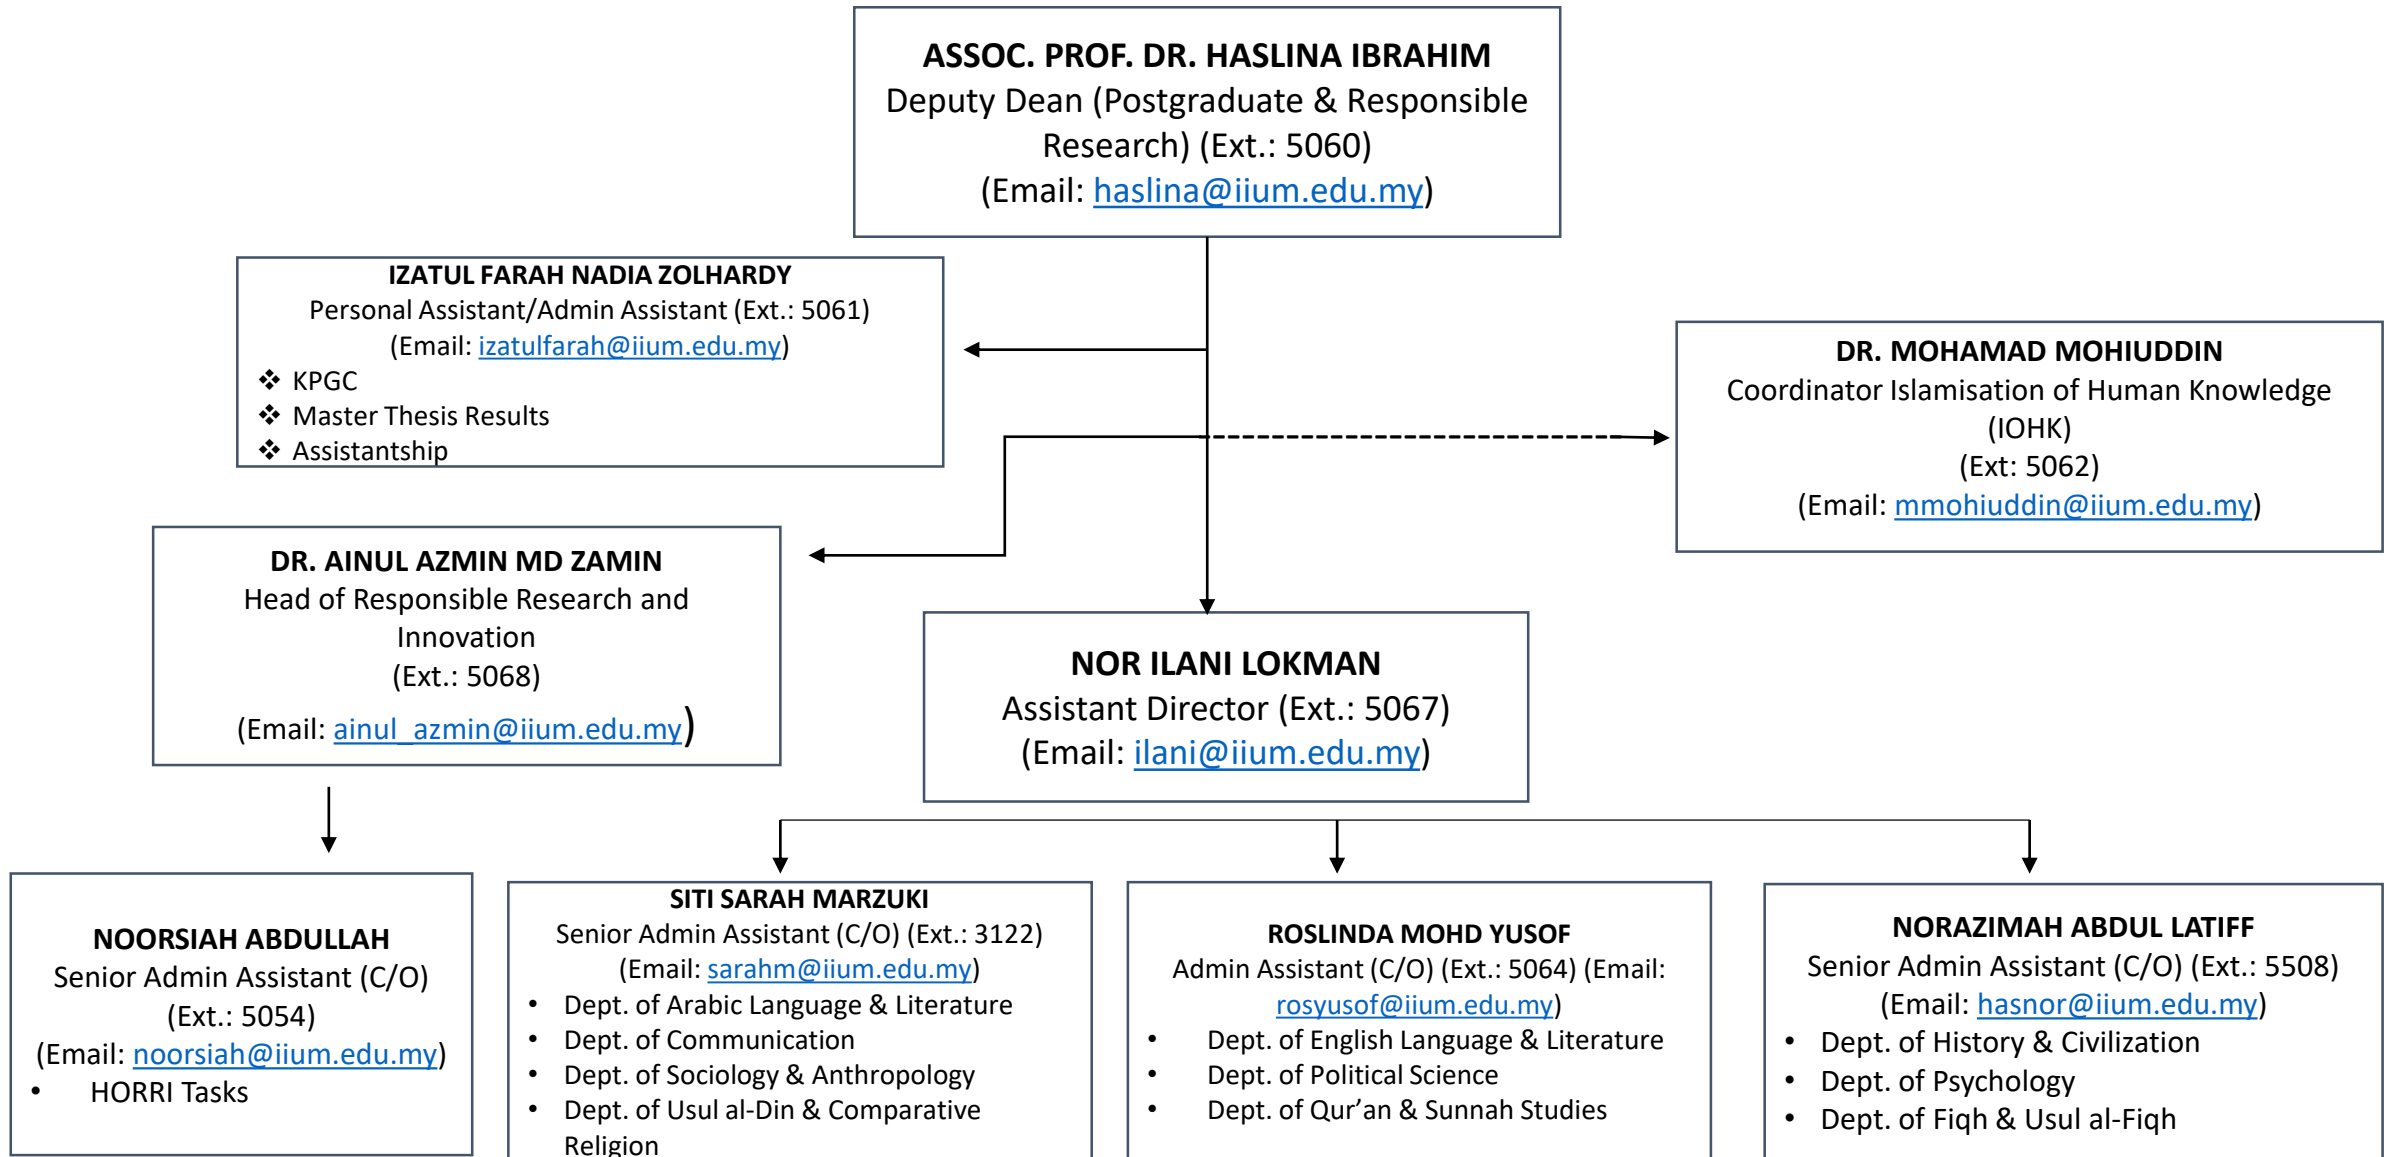 ASSOC. PROF. DR. HASLINA IBRAHIM
Deputy Dean (Postgraduate & Responsible
Research) (Ext.: 5060)
(Email: haslina@iium.edu.my)
IZATUL FARAH NADIA ZOLHARDY
Personal Assistant/Admin Assistant (Ext.: 5061)
(Email: izatulfarah@iium.edu.my)
❖ KPGC
❖ Master Thesis Results
❖ Assistantship
DR. MOHAMAD MOHIUDDIN
Coordinator Islamisation of Human Knowledge
(IOHK)
(Ext: 5062)
(Email: mmohiuddin@iium.edu.my)
DR. AINUL AZMIN MD ZAMIN
Head of Responsible Research and
Innovation
(Ext.: 5068)
(Email: ainul_azmin@iium.edu.my)
NOR ILANI LOKMAN
Assistant Director (Ext.: 5067)
(Email: ilani@iium.edu.my)
NOORSIAH ABDULLAH
Senior Admin Assistant (C/O)
(Ext.: 5054)
(Email: noorsiah@iium.edu.my)
• HORRI Tasks
SITI SARAH MARZUKI
Senior Admin Assistant (C/O) (Ext.: 3122)
(Email: sarahm@iium.edu.my)
• Dept. of Arabic Language & Literature
• Dept. of Communication
• Dept. of Sociology & Anthropology
• Dept. of Usul al-Din & Comparative
Religion
ROSLINDA MOHD YUSOF
Admin Assistant (C/O) (Ext.: 5064) (Email:
rosyusof@iium.edu.my)
• Dept. of English Language & Literature
• Dept. of Political Science
• Dept. of Qur’an & Sunnah Studies
NORAZIMAH ABDUL LATIFF
Senior Admin Assistant (C/O) (Ext.: 5508)
(Email: hasnor@iium.edu.my)
• Dept. of History & Civilization
• Dept. of Psychology
• Dept. of Fiqh & Usul al-Fiqh